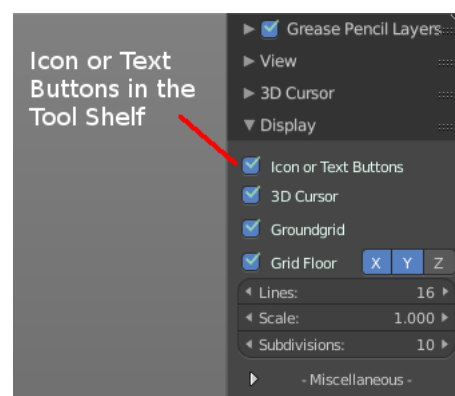 Icon or Text
Buttons in the
Tool Shelf
Grease Pencil Layers
View
3D Cursor
Display
Icon or Text Buttons
3D Cursor
Groundgrid
Grid Floor X Y Z
Lines: 16
Scale: 1.000
Subdivisions: 10
- Miscellaneous -